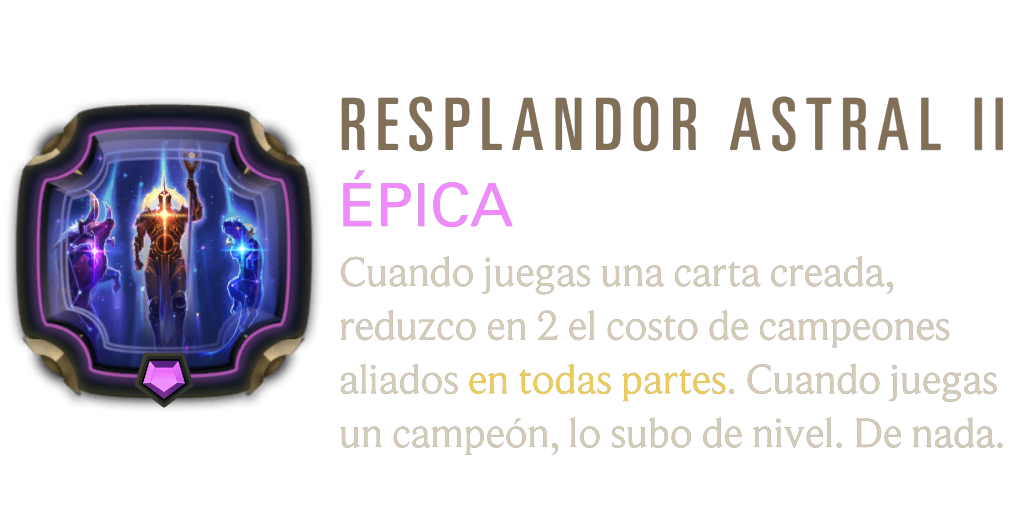 RESPLANDOR ASTRAL II
ÉPICA
Cuando juegas una carta creada,
reduzco en 2 el costo de campeones
aliados en todas partes. Cuando juegas
un campeón, lo subo de nivel. De nada.